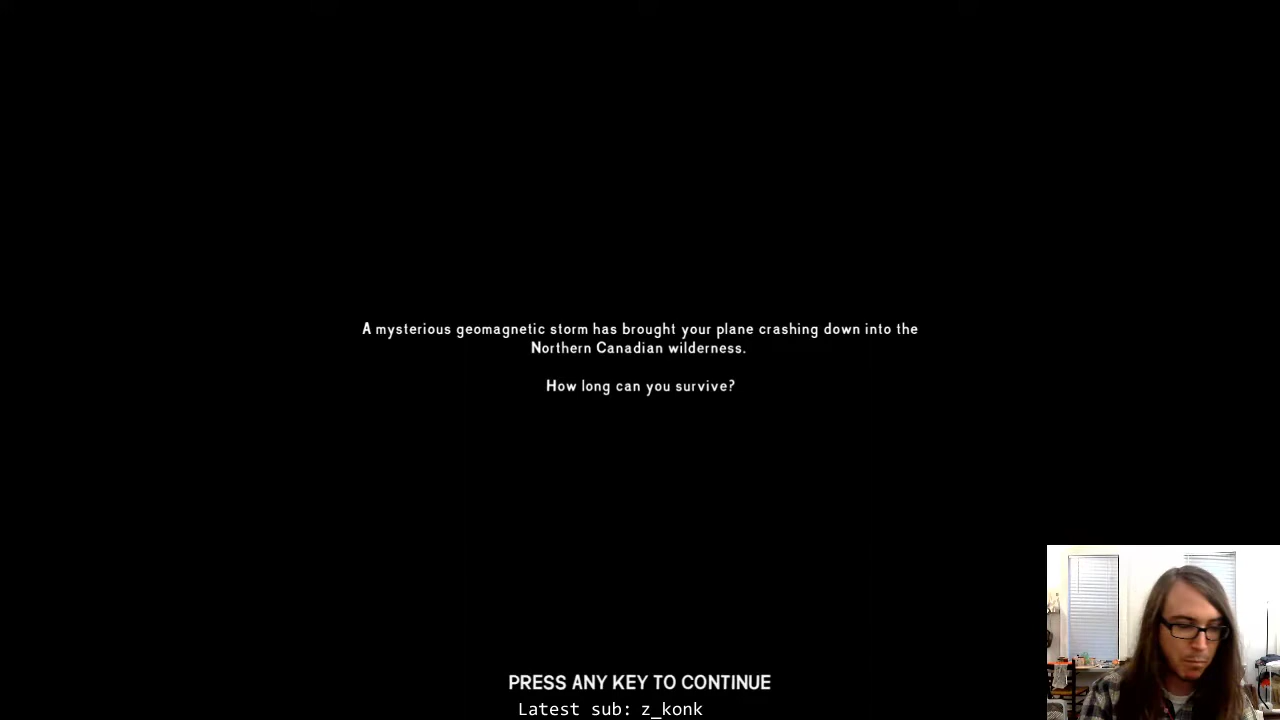 A mysterious geomagnetic storm has brought your plane crashing down into the
Northern Canadian wilderness.
How long can you survive?
PRESS ANY KEY TO CONTINUE
Latest sub: z_konk